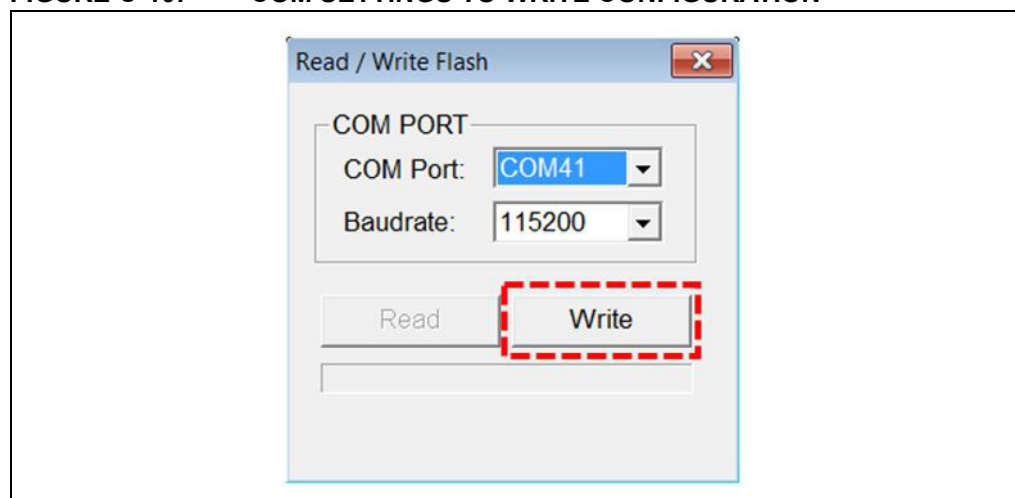 Read / Write Flash
COM PORT
COM Port: COM41
Baudrate: 115200
Read Write